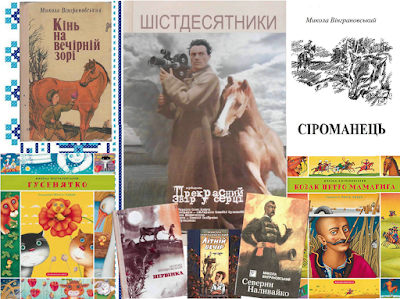 Микола Вінграновський
Кінь
на
вечірній
зорі
ШІСТДЕСЯТНИКИ
Прекрасний
звір у серці
Микола Вінграновський
СІРОМАНЕЦЬ
ГУСЕНЯТКО
КОЗАК ПЕТРО МАМАРИГА
ПЕРВІНКА
ЛІТНІЙ
ВЕЧІР
МИКОЛА
ВІНГРАНОВСЬКИЙ
Северин
Наливайко